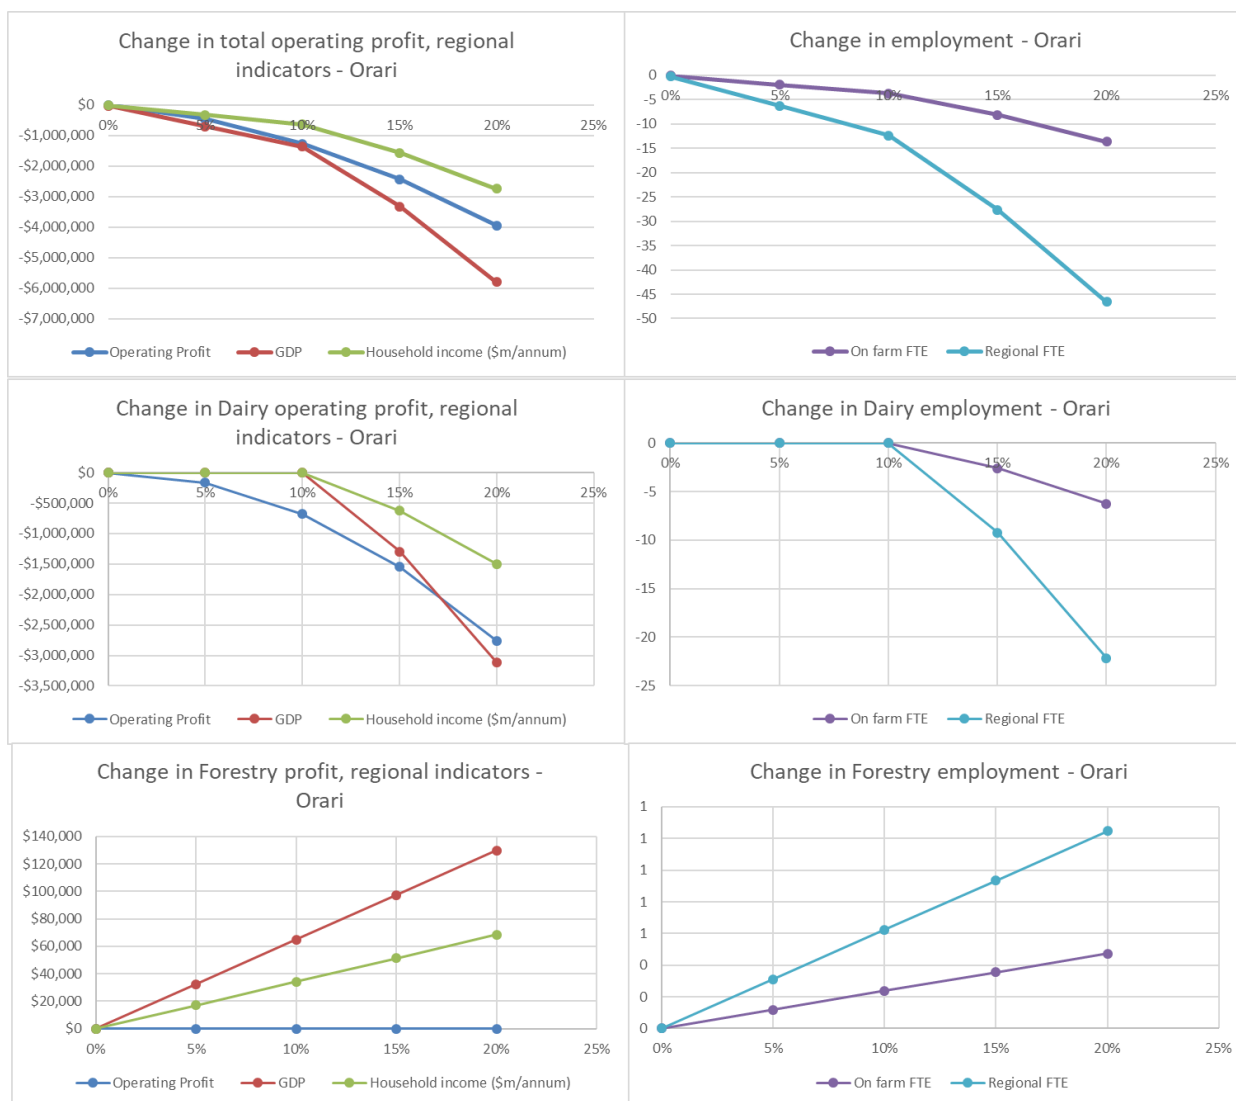 Change in total operating profit, regional
indicators - Orari
$0
-$1,000,000
-$2,000,000
-$3,000,000
-$4,000,000
-$5,000,000
-$6,000,000
-$7,000,000
0% 5% 10% 15% 20% 25%
Operating Profit GDP Household income ($m/annum)
Change in employment - Orari
0
-5
-10
-15
-20
-25
-30
-35
-40
-45
-50
0% 5% 10% 15% 20% 25%
On farm FTE Regional FTE
Change in Dairy operating profit, regional
indicators - Orari
$0
-$500,000
-$1,000,000
-$1,500,000
-$2,000,000
-$2,500,000
-$3,000,000
-$3,500,000
0% 5% 10% 15% 20% 25%
Operating Profit GDP Household income ($m/annum)
Change in Dairy employment - Orari
0
-5
-10
-15
-20
-25
0% 5% 10% 15% 20% 25%
On farm FTE Regional FTE
Change in Forestry profit, regional indicators -
Orari
$140,000
$120,000
$100,000
$80,000
$60,000
$40,000
$20,000
$0
0% 5% 10% 15% 20% 25%
Operating Profit GDP Household income ($m/annum)
Change in Forestry employment - Orari
1
1
1
1
1
0
0
0
0% 5% 10% 15% 20% 25%
On farm FTE Regional FTE